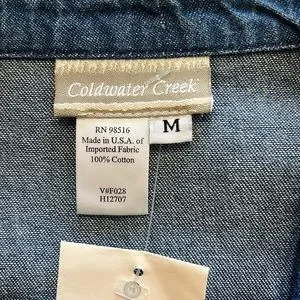 Coldwater Creek
RN 98516
Made in U.S.A. of
Imported Fabric
100% Cotton
V#F028
H12707
M